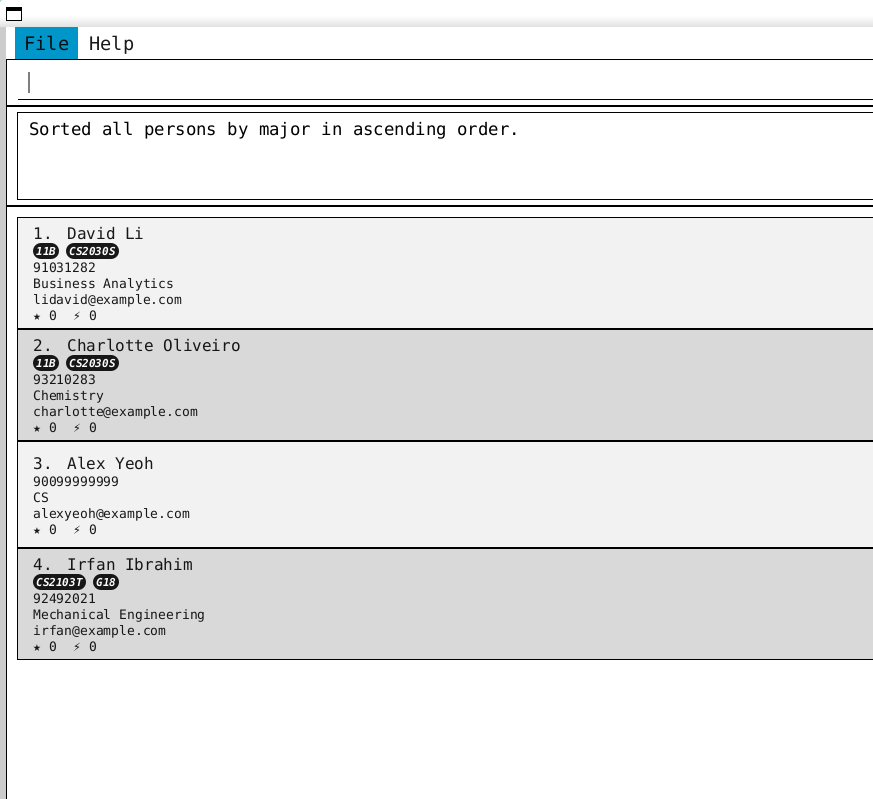 File Help
Sorted all persons by major in ascending order.
1. David Li
11B CS2030S
91031282
Business Analytics
lidavid@example.com
★ 0 ⚡ 0
2. Charlotte Oliveiro
11B CS2030S
93210283
Chemistry
charlotte@example.com
★ 0 ⚡ 0
3. Alex Yeoh
90099999999
CS
alexyeoh@example.com
★ 0 ⚡ 0
4. Irfan Ibrahim
CS2103T G18
92492021
Mechanical Engineering
irfan@example.com
★ 0 ⚡ 0